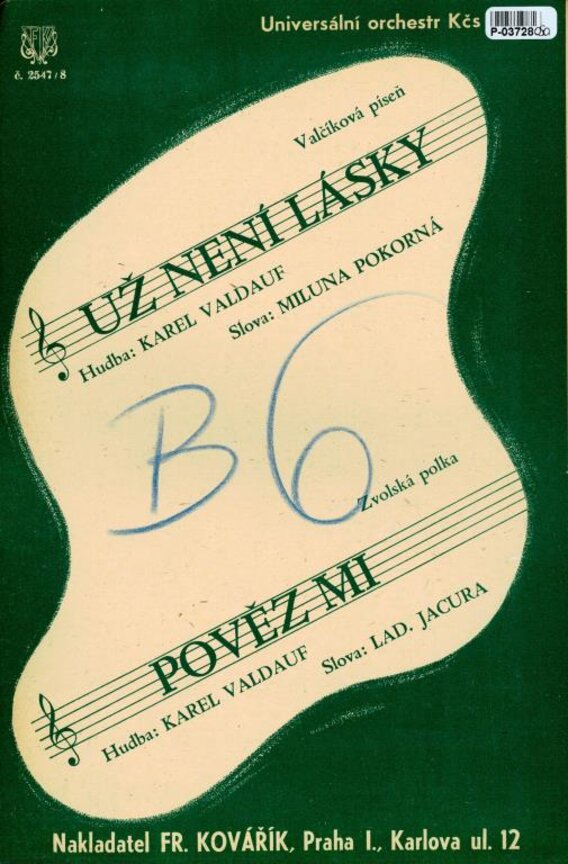 Universální orchestr Kčs
P-03728
FK
č. 2547/8
Valčíková píseň
UŽ NENÍ LÁSKY
Hudba: KAREL VALDAUF
Slova: MILUNA POKORNÁ
B6
Zvolská polka
POVĚZ MI
Hudba: KAREL VALDAUF
Slova: LAD. JACURA
Nakladatel FR. KOVÁŘÍK, Praha I., Karlova ul. 12